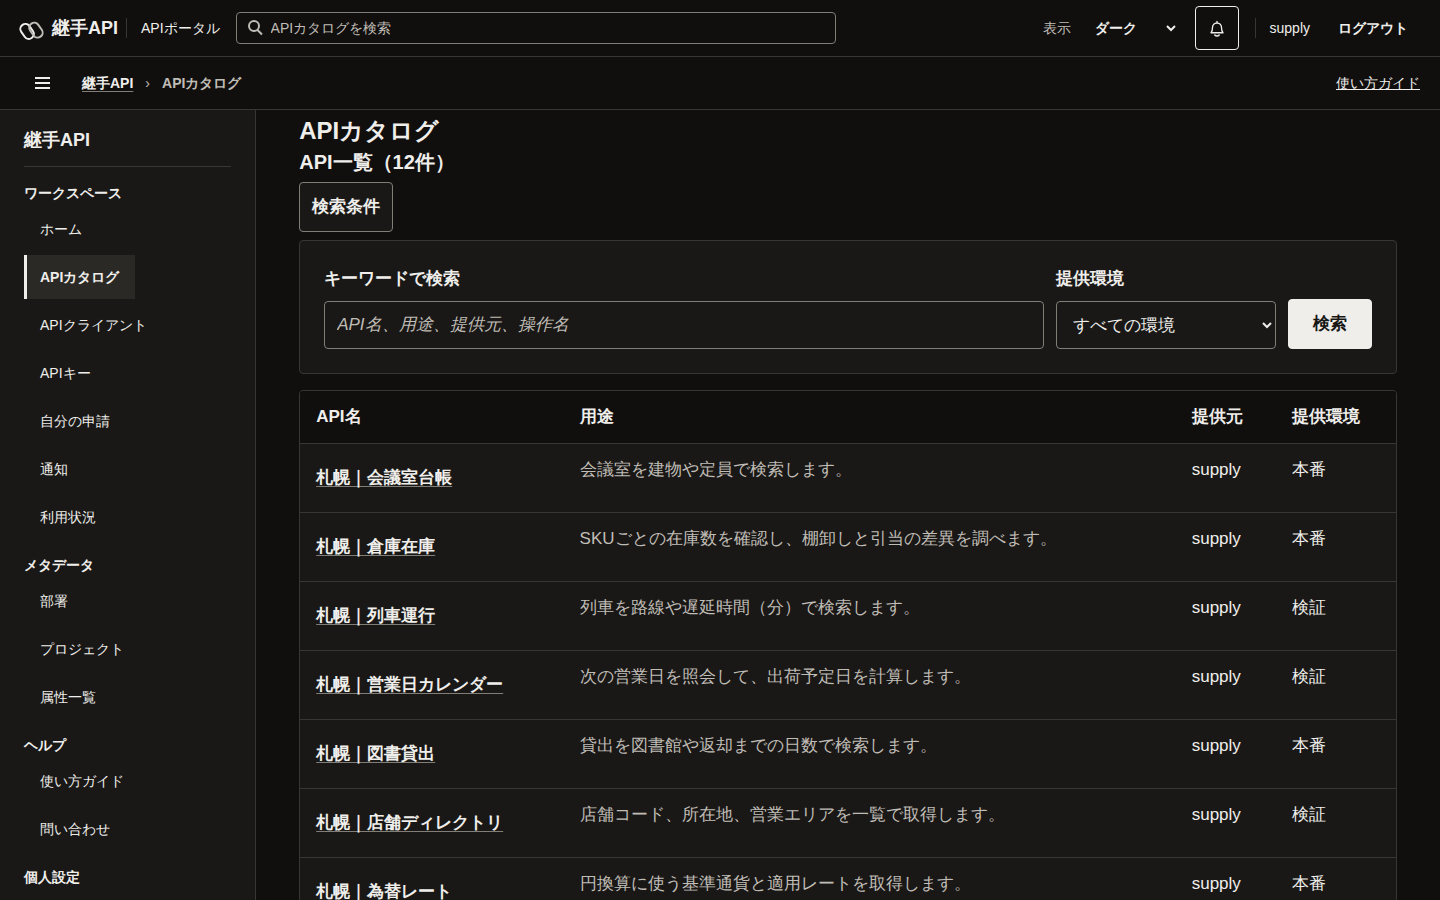 継手API
APIポータル
APIカタログを検索
表示
ダーク
supply
ログアウト
継手API › APIカタログ
使い方ガイド
継手API
ワークスペース
ホーム
APIカタログ
APIクライアント
APIキー
自分の申請
通知
利用状況
メタデータ
部署
プロジェクト
属性一覧
ヘルプ
使い方ガイド
問い合わせ
個人設定
APIカタログ
API一覧（12件）
検索条件
キーワードで検索
提供環境
API名、用途、提供元、操作名
すべての環境
検索
API名 用途 提供元 提供環境
札幌｜会議室台帳 会議室を建物や定員で検索します。 supply 本番
札幌｜倉庫在庫 SKUごとの在庫数を確認し、棚卸しと引当の差異を調べます。 supply 本番
札幌｜列車運行 列車を路線や遅延時間（分）で検索します。 supply 検証
札幌｜営業日カレンダー 次の営業日を照会して、出荷予定日を計算します。 supply 検証
札幌｜図書貸出 貸出を図書館や返却までの日数で検索します。 supply 本番
札幌｜店舗ディレクトリ 店舗コード、所在地、営業エリアを一覧で取得します。 supply 検証
札幌｜為替レート 円換算に使う基準通貨と適用レートを取得します。 supply 本番